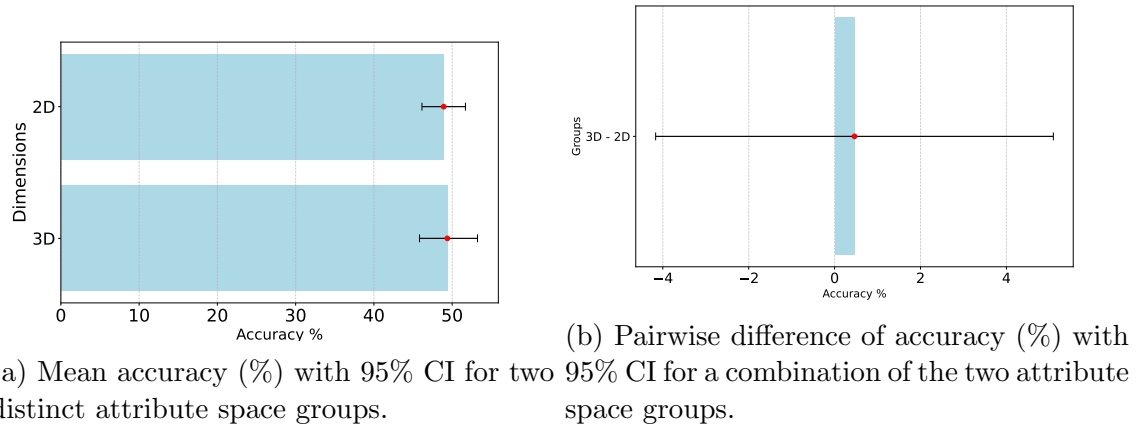 2D
Dimensions
3D
0 10 20 30 40 50
Accuracy %
a) Mean accuracy (%) with 95% CI for two
distinct attribute space groups.
Groups
3D - 2D
−4 −2 0 2 4
Accuracy %
(b) Pairwise difference of accuracy (%) with
95% CI for a combination of the two attribute
space groups.